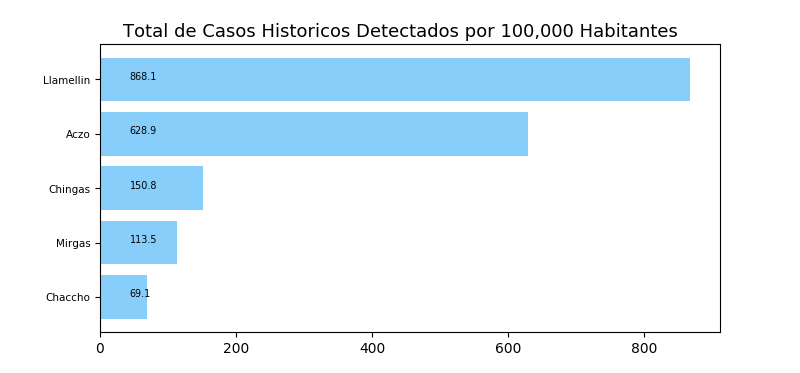 Total de Casos Historicos Detectados por 100,000 Habitantes
Llamellin 868.1
Aczo 628.9
Chingas 150.8
Mirgas 113.5
Chaccho 69.1
0 200 400 600 800